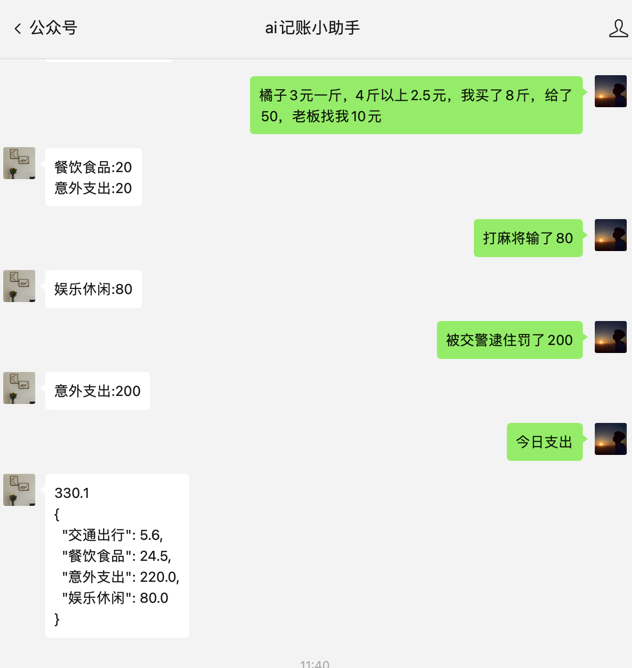 公众号
ai记账小助手
橘子3元一斤，4斤以上2.5元，我买了8斤，给了
50，老板找我10元
餐饮食品:20
意外支出:20
打麻将输了80
娱乐休闲:80
被交警逮住罚了200
意外支出:200
今日支出
330.1
{
"交通出行": 5.6,
"餐饮食品": 24.5,
"意外支出": 220.0,
"娱乐休闲": 80.0
}
11:40